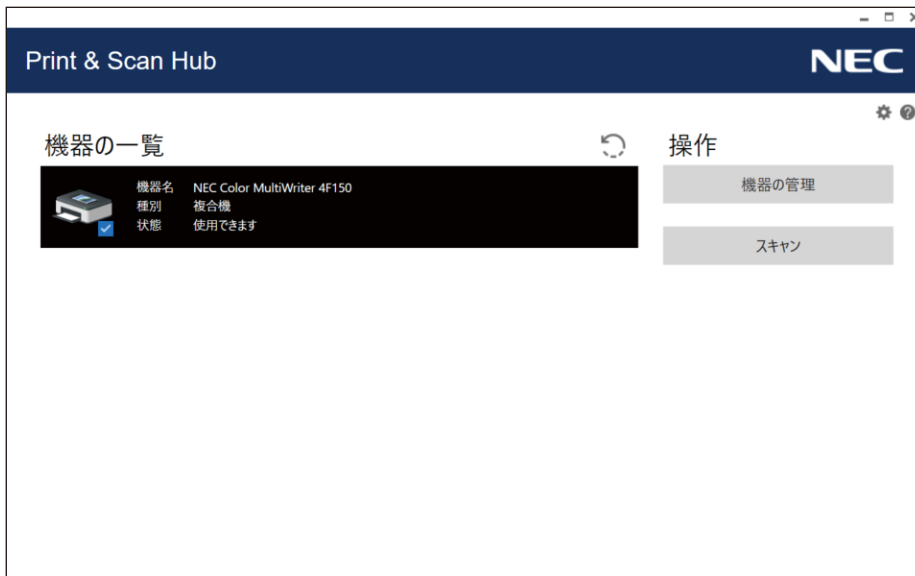 Print & Scan Hub
NEC
機器の一覧
機器名 NEC Color MultiWriter 4F150
種別 複合機
状態 使用できます
操作
機器の管理
スキャン